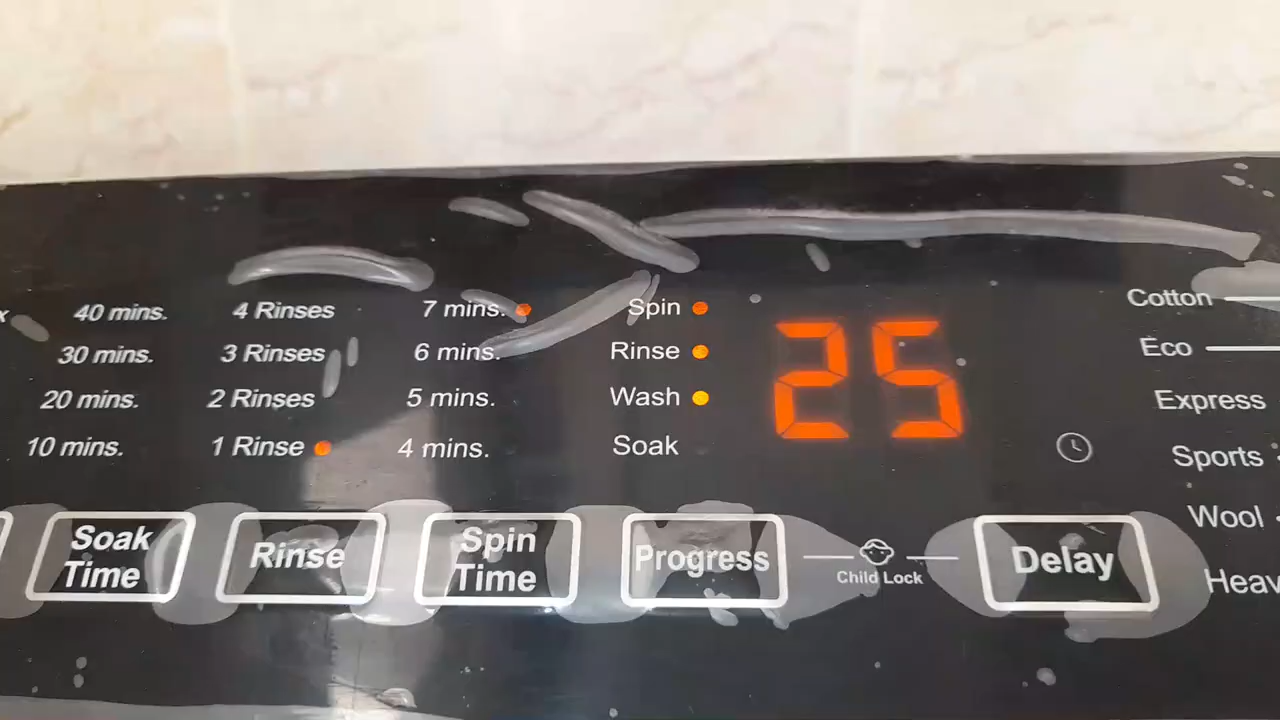 40 mins. 4 Rinses 7 mins. Spin
30 mins. 3 Rinses 6 mins. Rinse
20 mins. 2 Rinses 5 mins. Wash
10 mins. 1 Rinse 4 mins. Soak
25
Cotton
Eco
Express
Sports
Wool
Soak Time
Rinse
Spin Time
Progress
Child Lock
Delay